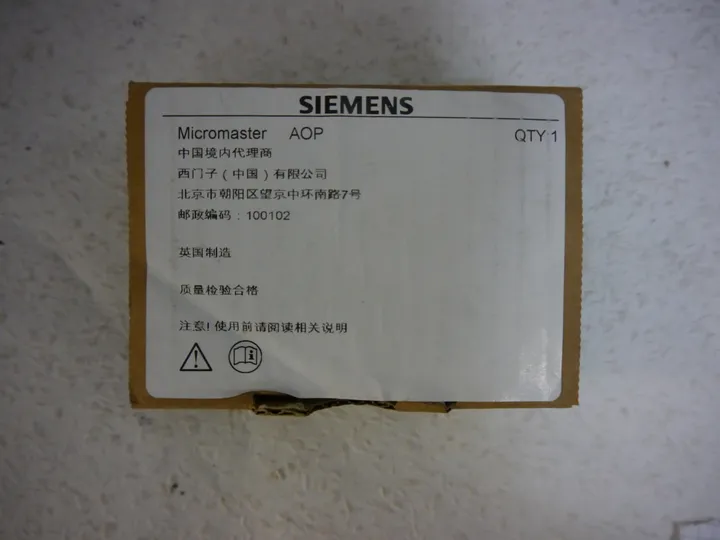 SIEMENS
Micromaster AOP QTY 1
中国境内代理商
西门子（中国）有限公司
北京市朝阳区望京中环南路7号
邮政编码：100102
英国制造
质量检验合格
注意! 使用前请阅读相关说明